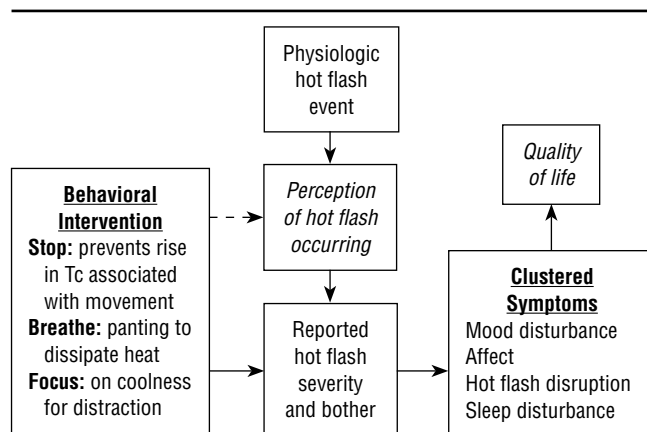 Physiologic
hot flash
event
Quality
of life
Behavioral
Intervention
Stop: prevents rise
in Tc associated
with movement
Breathe: panting to
dissipate heat
Focus: on coolness
for distraction
Perception
of hot flash
occurring
Reported
hot flash
severity
and bother
Clustered
Symptoms
Mood disturbance
Affect
Hot flash disruption
Sleep disturbance